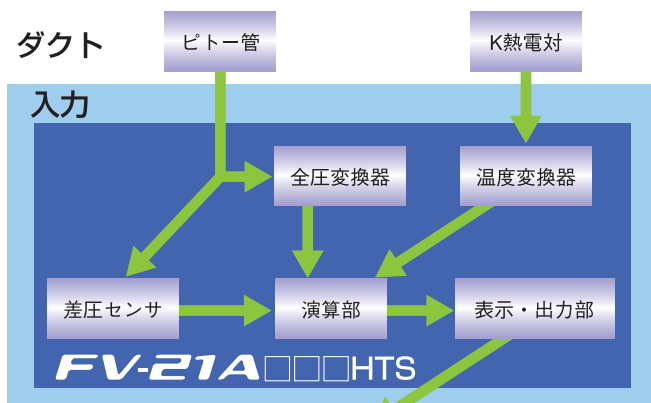 ダクト
ピトー管
K熱電対
入力
全圧変換器
温度変換器
差圧センサ
演算部
表示・出力部
FV-21A□□□HTS